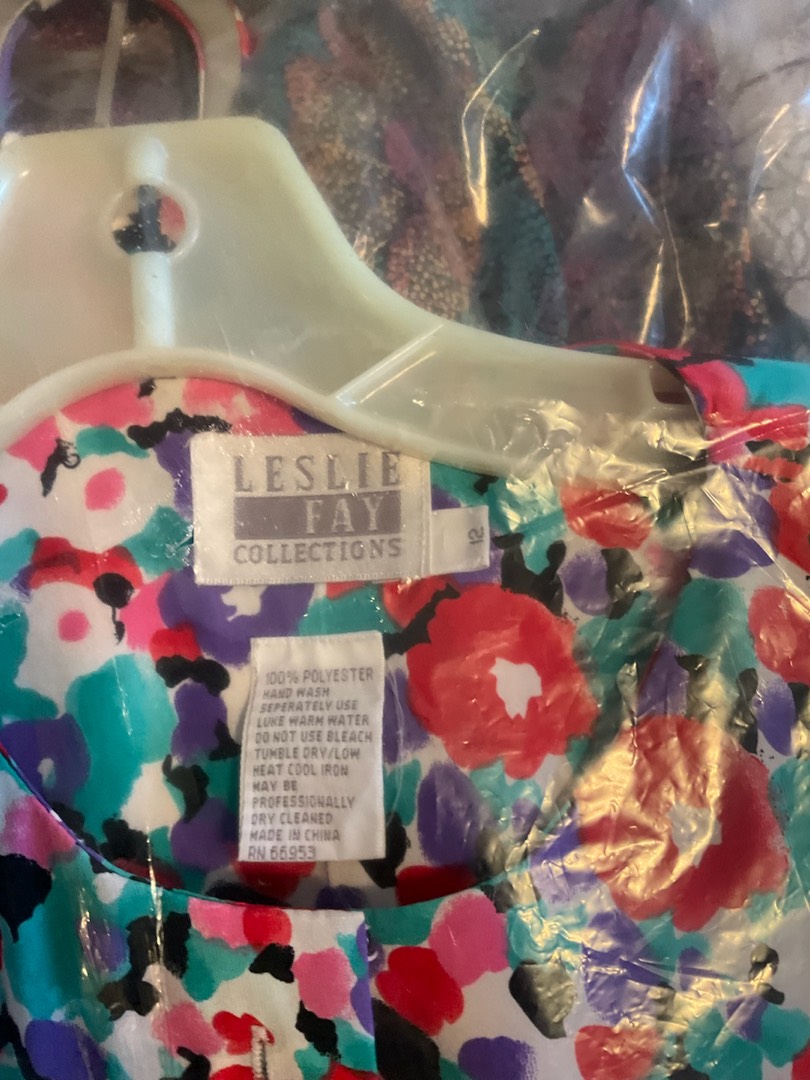 LESLIE
FAY
COLLECTIONS
12
100% POLYESTER
HAND WASH
SEPERATELY USE
LUKE WARM WATER
DO NOT USE BLEACH
TUMBLE DRY/LOW
HEAT COOL IRON
MAY BE
PROFESSIONALLY
DRY CLEANED
MADE IN CHINA
RN 66953